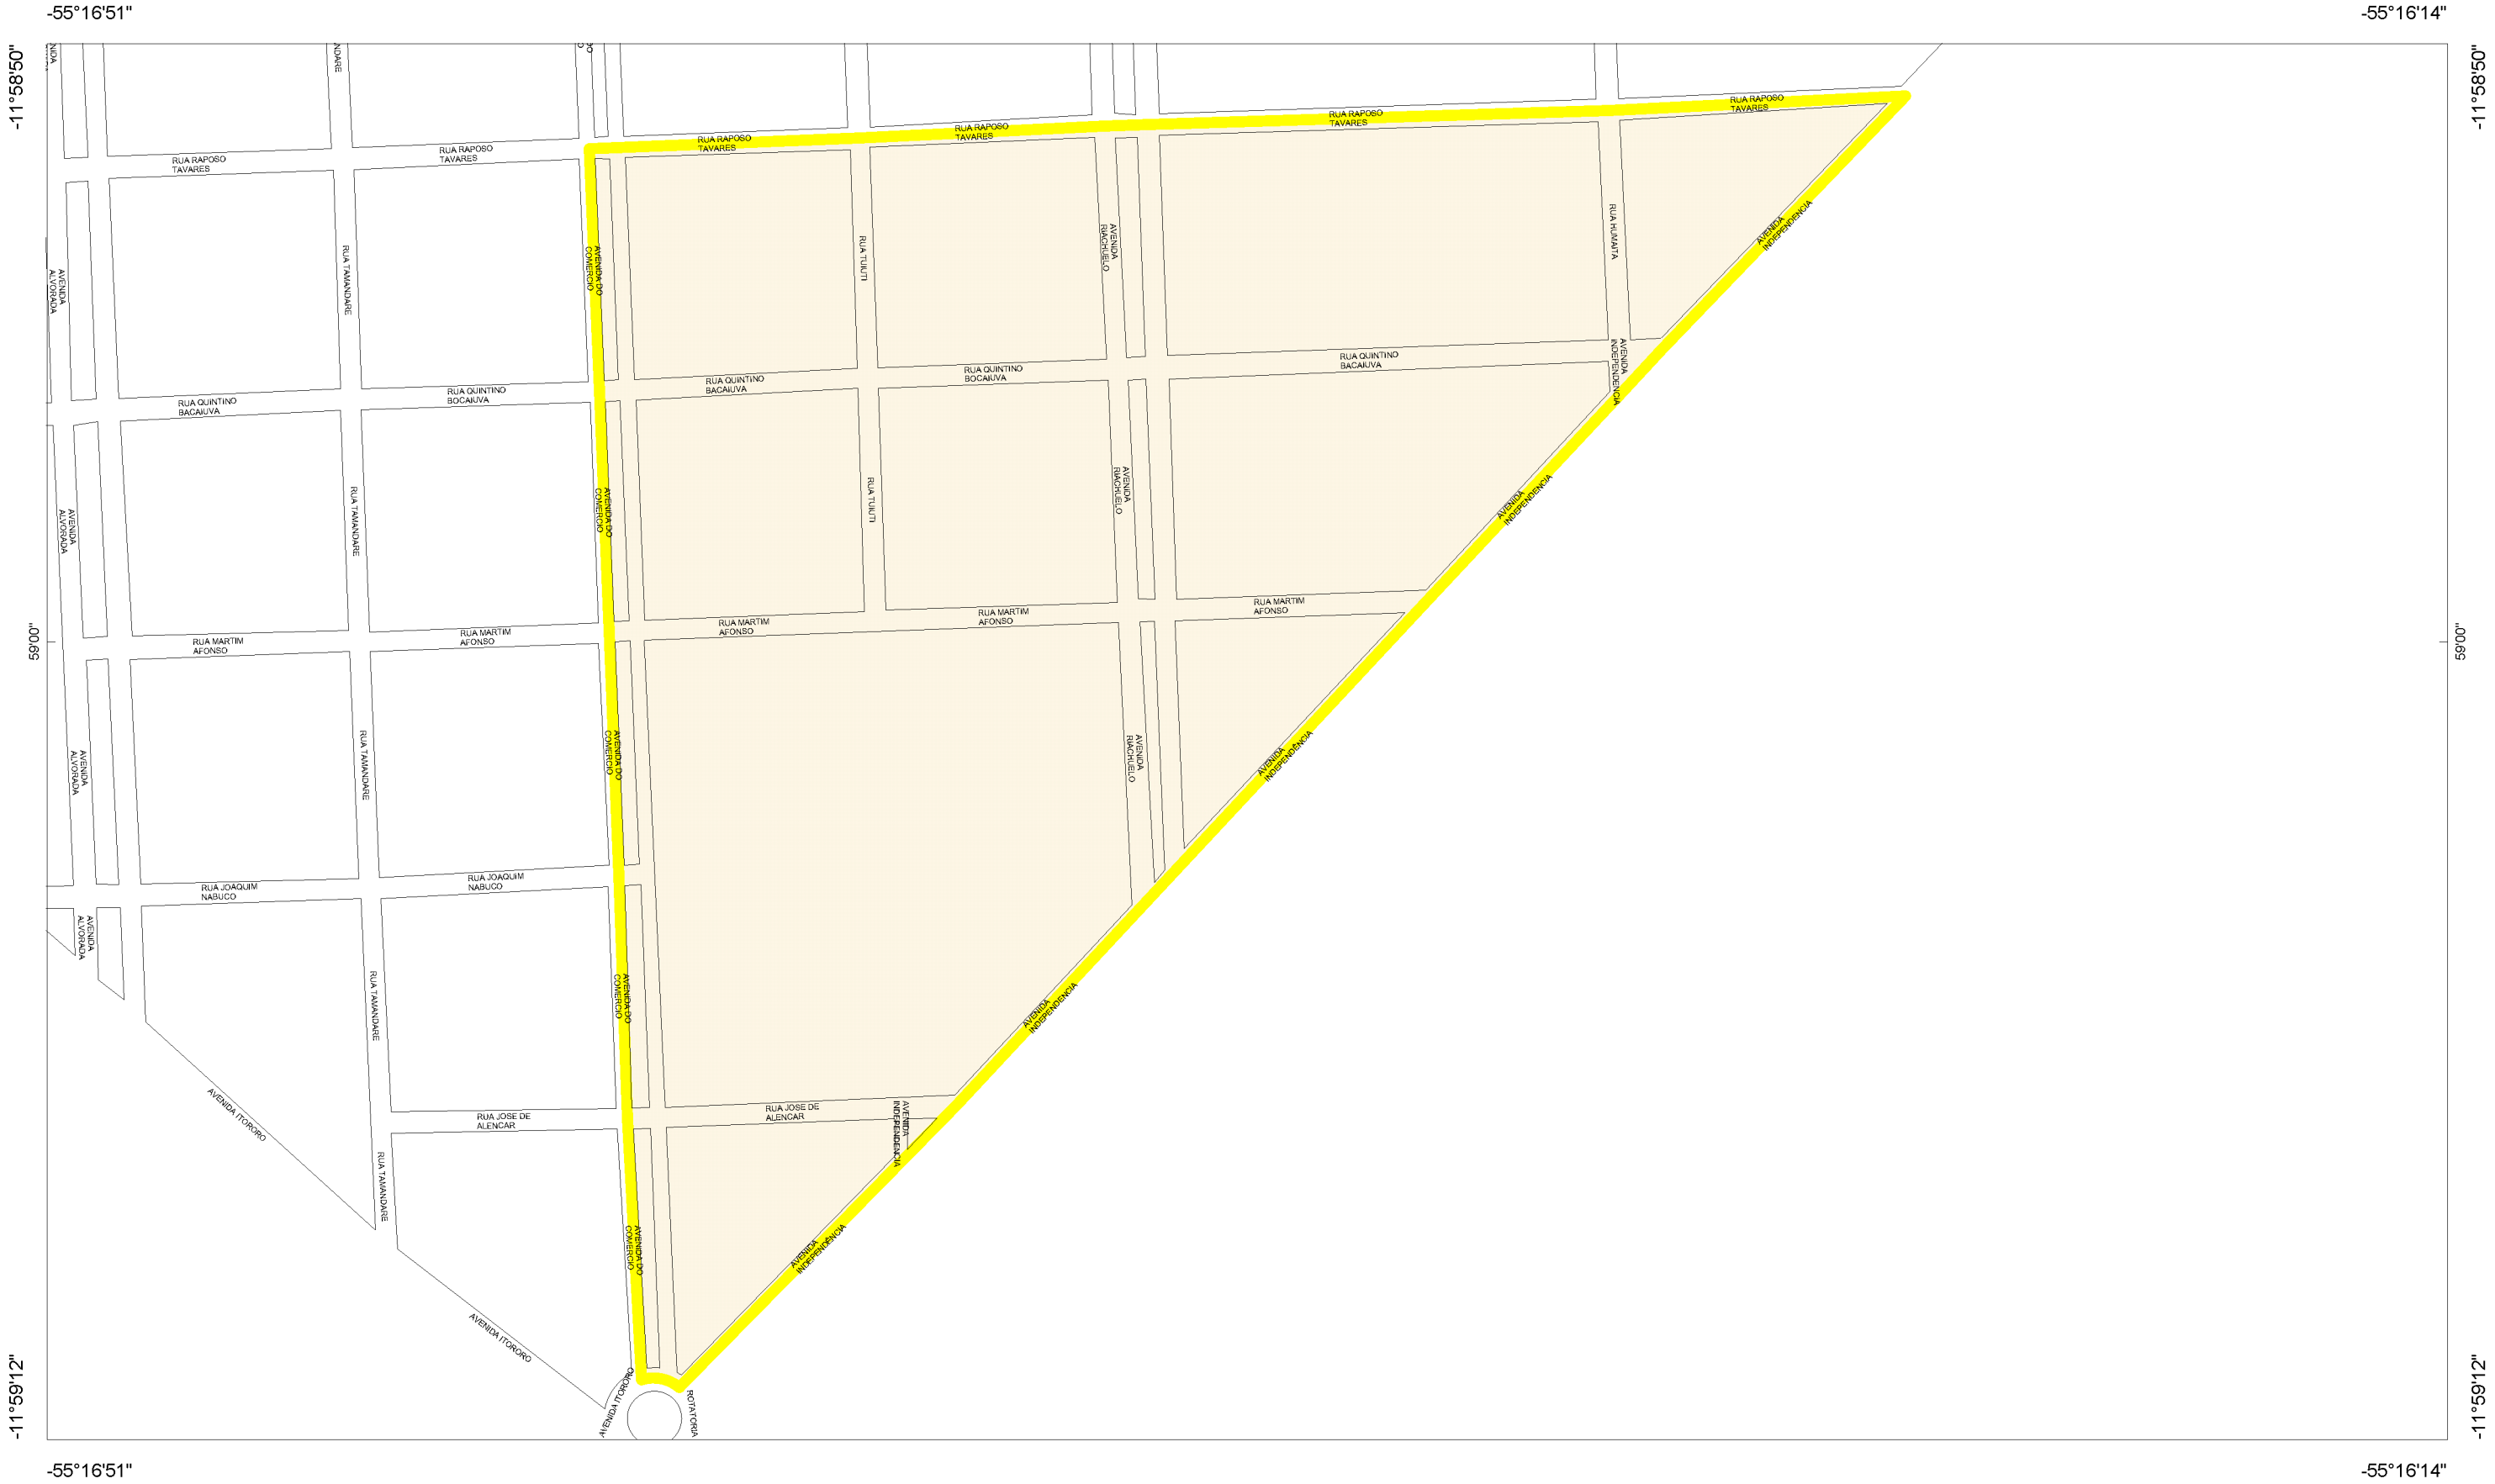 -55°16'51"
-55°16'14"
-11°58'50"
-11°58'50"
NIDA
NDARE
DO
RUA RAPOSO
TAVARES
RUA RAPOSO
TAVARES
RUA RAPOSO
TAVARES
RUA RAPOSO
TAVARES
RUA RAPOSO
TAVARES
RUA RAPOSO
TAVARES
AVENIDA
ALVORADA
RUA TAMANDARE
AVENIDA DO
COMERCIO
RUA TUIUTI
AVENIDA
RIACHUELO
RUA HUMAITA
AVENIDA
INDEPENDENCIA
RUA QUINTINO
BACAIUVA
RUA QUINTINO
BOCAIUVA
RUA QUINTINO
BACAIUVA
RUA QUINTINO
BOCAIUVA
RUA QUINTINO
BACAIUVA
AVENIDA
INDEPENDENCIA
AVENIDA
ALVORADA
RUA TAMANDARE
AVENIDA DO
COMERCIO
RUA TUIUTI
AVENIDA
RIACHUELO
AVENIDA
INDEPENDENCIA
59'00"
59'00"
RUA MARTIM
AFONSO
RUA MARTIM
AFONSO
RUA MARTIM
AFONSO
RUA MARTIM
AFONSO
RUA MARTIM
AFONSO
AVENIDA
ALVORADA
RUA TAMANDARE
AVENIDA DO
COMERCIO
AVENIDA
RIACHUELO
AVENIDA
INDEPENDÊNCIA
RUA JOAQUIM
NABUCO
RUA JOAQUIM
NABUCO
AVENIDA
ALVORADA
RUA TAMANDARE
AVENIDA DO
COMERCIO
AVENIDA
INDEPENDENCIA
AVENIDA ITORORO
RUA JOSE DE
ALENCAR
RUA JOSE DE
ALENCAR
AVENIDA
INDEPENDENCIA
RUA TAMANDARE
AVENIDA DO
COMERCIO
AVENIDA
INDEPENDÊNCIA
AVENIDA ITORORO
AVENIDA ITORORO
ROTATORIA
-11°59'12"
-11°59'12"
-55°16'51"
-55°16'14"